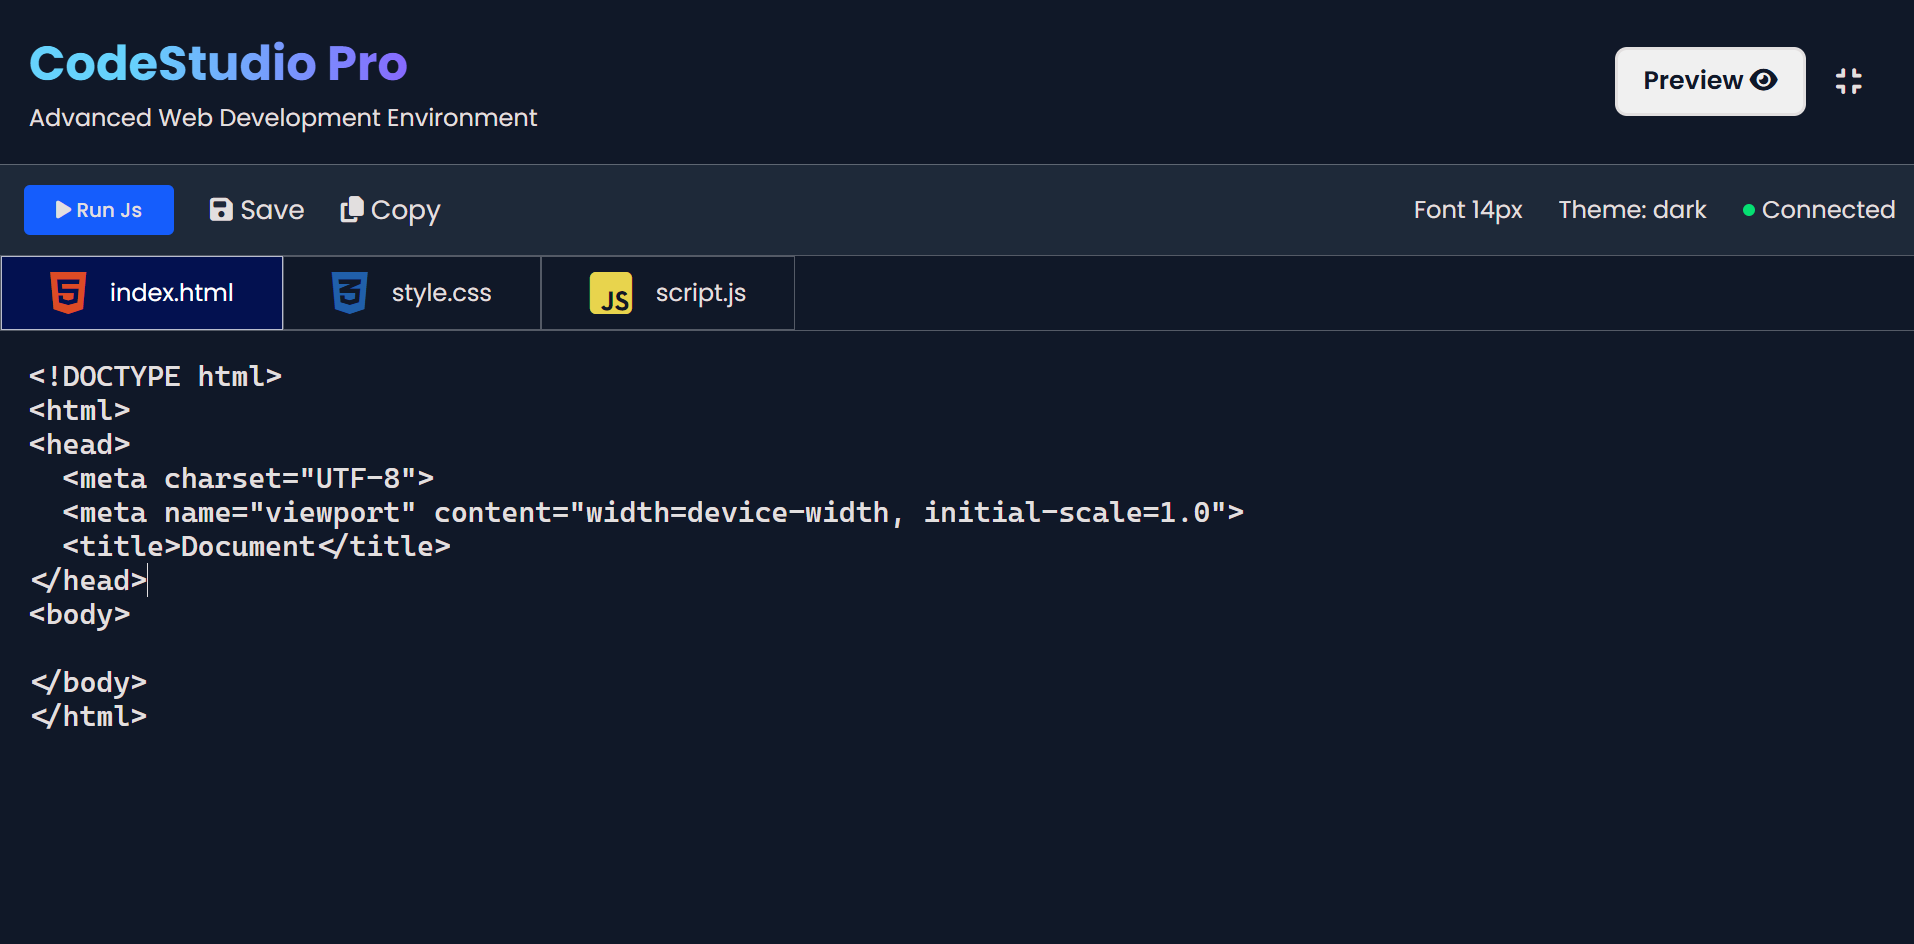 CodeStudio Pro
Advanced Web Development Environment
Preview
Run Js
Save
Copy
Font 14px
Theme: dark
Connected
index.html
style.css
JS
script.js
<!DOCTYPE html>
<html>
<head>
  <meta charset="UTF-8">
  <meta name="viewport" content="width=device-width, initial-scale=1.0">
  <title>Document</title>
</head>
<body>

</body>
</html>